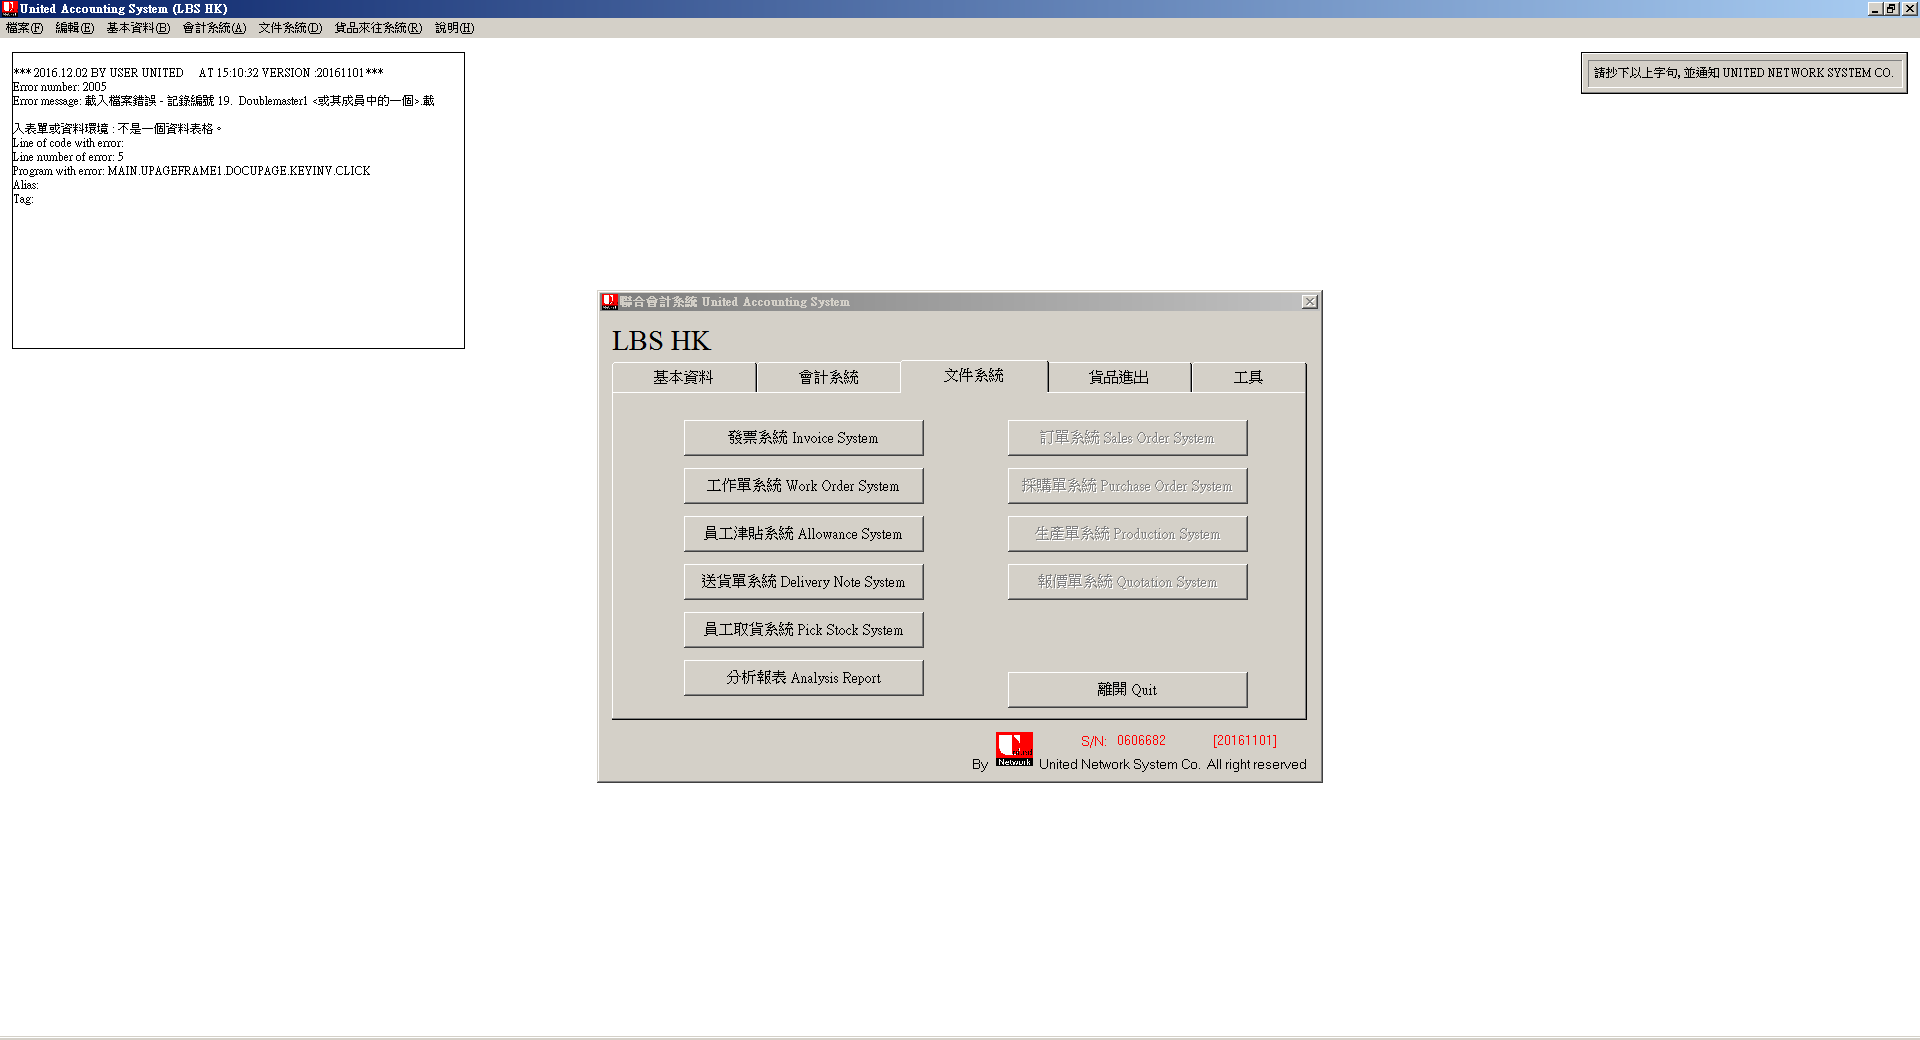 United Accounting System (LBS HK)
檔案(F) 編輯(E) 基本資料(B) 會計系統(A) 文件系統(D) 貨品來往系統(R) 說明(H)
*** 2016.12.02 BY USER UNITED AT 15:10:32 VERSION :20161101***
Error number: 2005
Error message: 載入檔案錯誤 - 記錄編號 19. Doublemaster1 <或其成員中的一個>.載
入表單或資料環境 : 不是一個資料表格。
Line of code with error:
Line number of error: 5
Program with error: MAIN.UPAGEFRAME1.DOCUPAGE.KEYINV.CLICK
Alias:
Tag:
請抄下以上字句, 並通知 UNITED NETWORK SYSTEM CO.
聯合會計系統 United Accounting System
LBS HK
基本資料 會計系統 文件系統 貨品進出 工具
發票系統 Invoice System
工作單系統 Work Order System
員工津貼系統 Allowance System
送貨單系統 Delivery Note System
員工取貨系統 Pick Stock System
分析報表 Analysis Report
訂單系統 Sales Order System
採購單系統 Purchase Order System
生產單系統 Production System
報價單系統 Quotation System
離開 Quit
S/N: 0606682 [20161101]
By Network United Network System Co. All right reserved